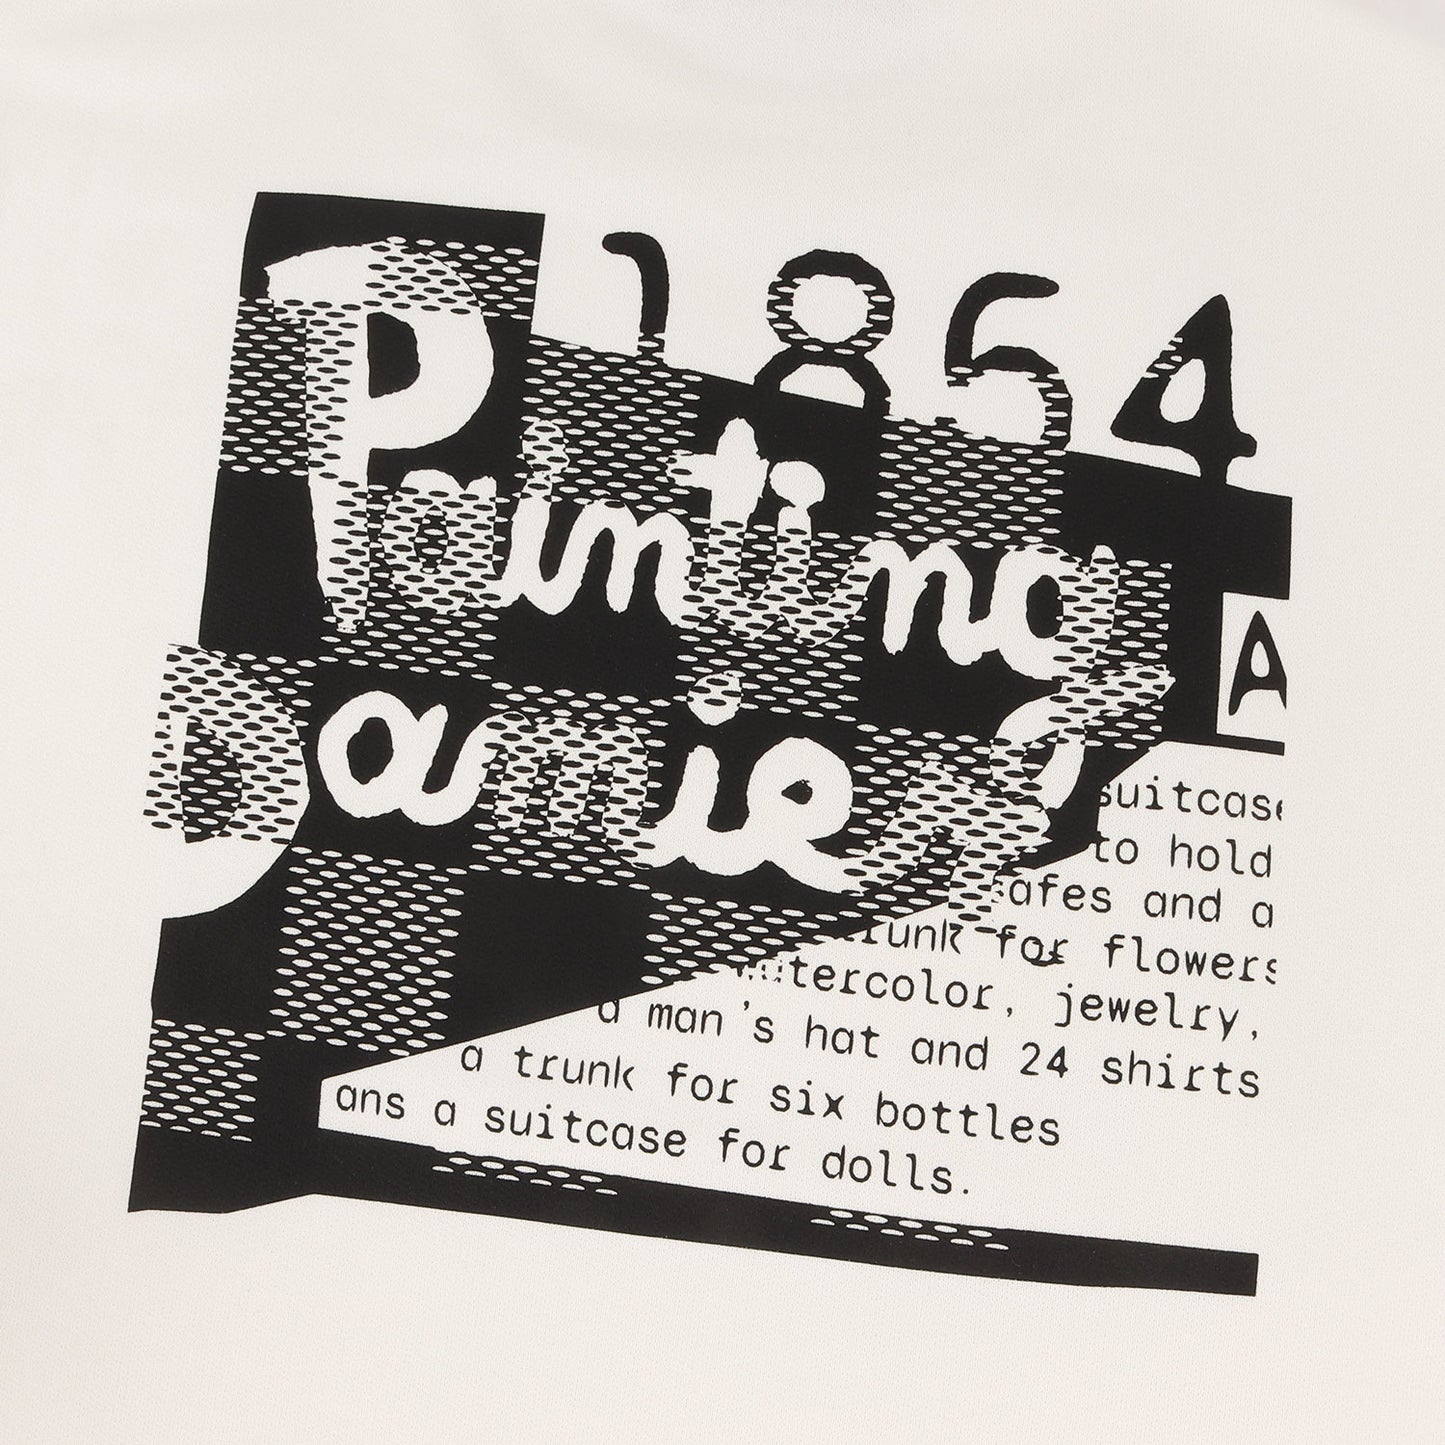 1854
Painting
Damier
A
suitcase
to hold
safes and a
trunk for flowers
watercolor, jewelry,
a man's hat and 24 shirts
a trunk for six bottles
ans a suitcase for dolls.